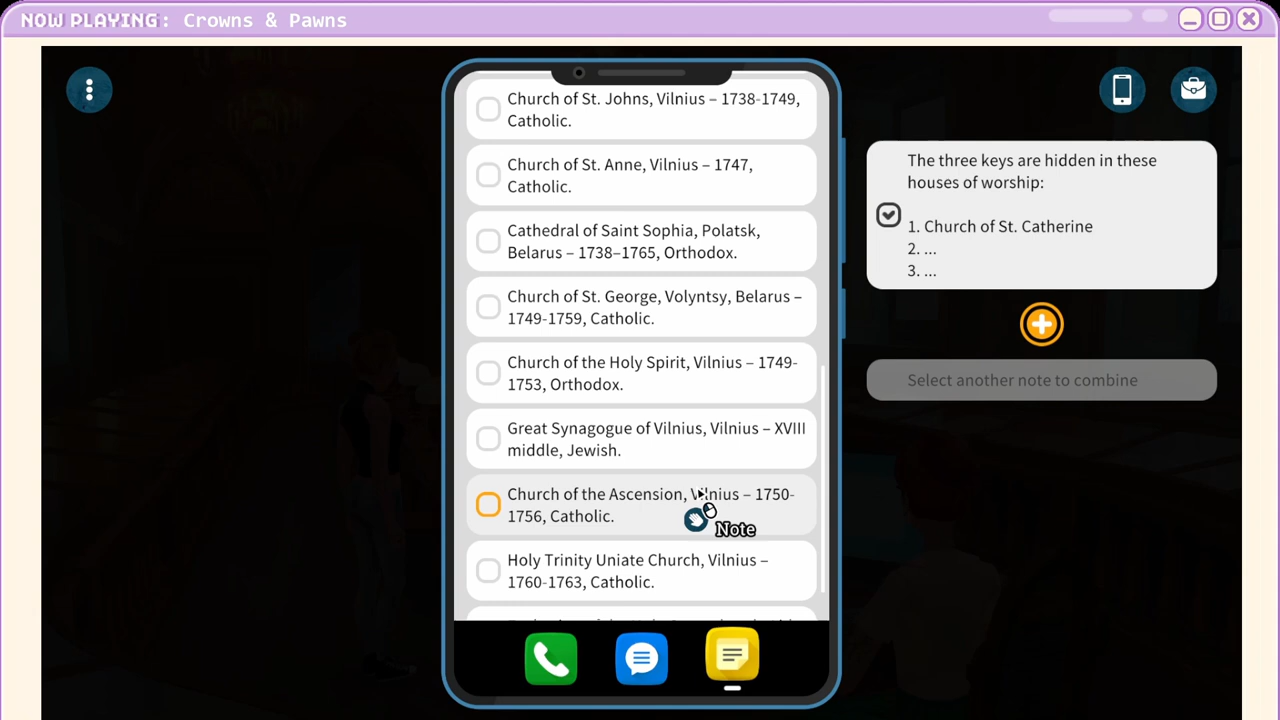 NOW PLAYING: Crowns & Pawns
Church of St. Johns, Vilnius – 1738-1749,
Catholic.
Church of St. Anne, Vilnius – 1747,
Catholic.
Cathedral of Saint Sophia, Polatsk,
Belarus – 1738–1765, Orthodox.
Church of St. George, Volyntsy, Belarus –
1749-1759, Catholic.
Church of the Holy Spirit, Vilnius – 1749-
1753, Orthodox.
Great Synagogue of Vilnius, Vilnius – XVIII
middle, Jewish.
Church of the Ascension, Vilnius – 1750-
1756, Catholic.
Note
Holy Trinity Uniate Church, Vilnius –
1760-1763, Catholic.
The three keys are hidden in these
houses of worship:
1. Church of St. Catherine
2. ...
3. ...
Select another note to combine